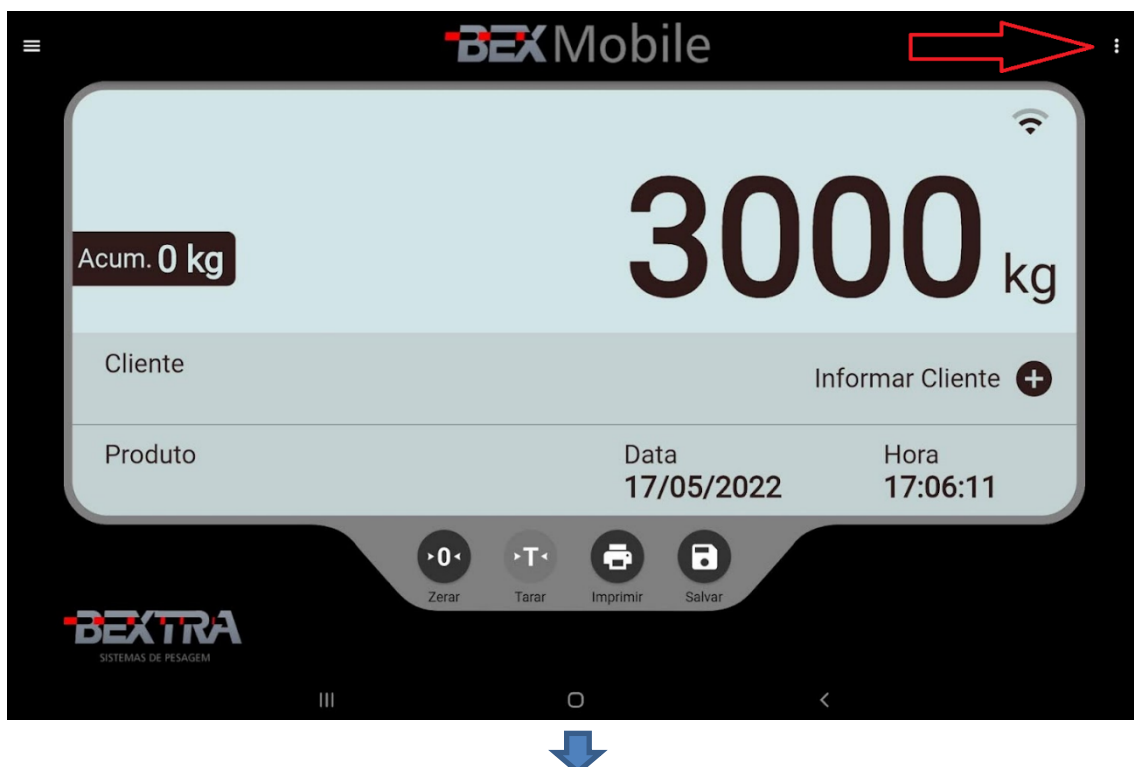 BEX Mobile
Acum. 0 kg
3000 kg
Cliente
Informar Cliente
Produto
Data
17/05/2022
Hora
17:06:11
0
T
Zerar
Tarar
Imprimir
Salvar
BEXTRA
SISTEMAS DE PESAGEM